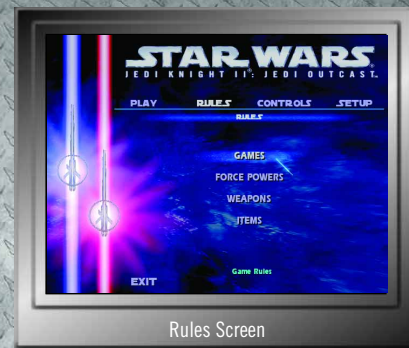 STAR WARS
JEDI KNIGHT II®: JEDI OUTCAST™
PLAY RULES CONTROLS SETUP
RULES
GAMES
FORCE POWERS
WEAPONS
ITEMS
Game Rules
EXIT
Rules Screen